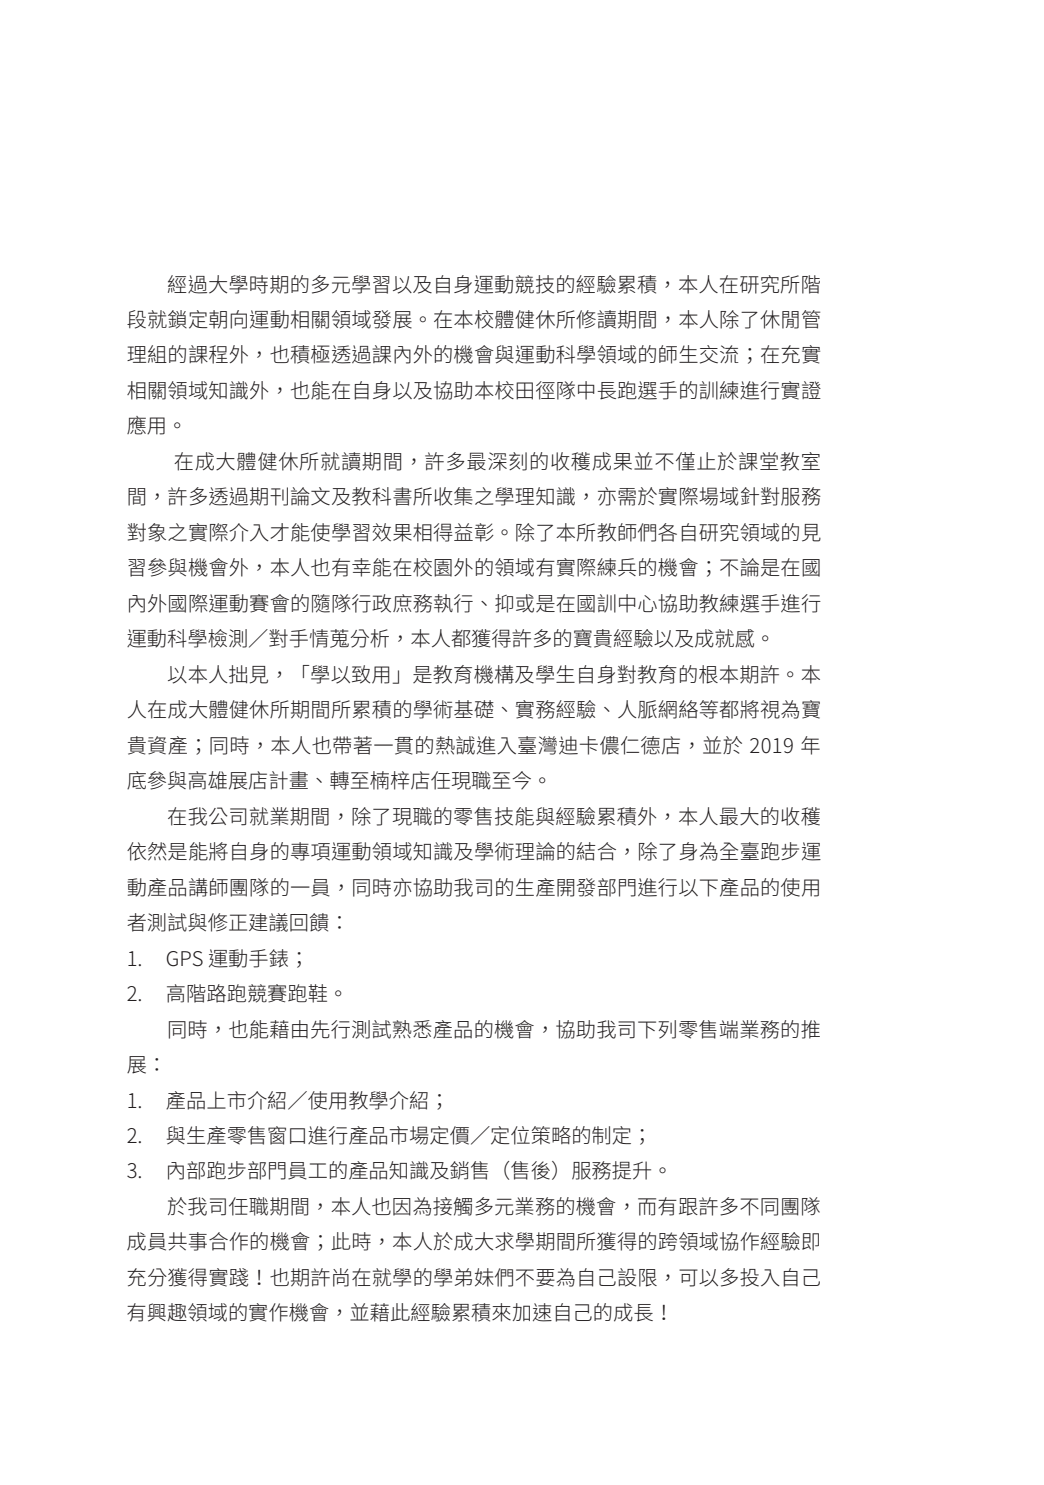 經過大學時期的多元學習以及自身運動競技的經驗累積，本人在研究所階
段就鎖定朝向運動相關領域發展。在本校體健休所修讀期間，本人除了休閒管
理組的課程外，也積極透過課內外的機會與運動科學領域的師生交流；在充實
相關領域知識外，也能在自身以及協助本校田徑隊中長跑選手的訓練進行實證
應用。
在成大體健休所就讀期間，許多最深刻的收穫成果並不僅止於課堂教室
間，許多透過期刊論文及教科書所收集之學理知識，亦需於實際場域針對服務
對象之實際介入才能使學習效果相得益彰。除了本所教師們各自研究領域的見
習參與機會外，本人也有幸能在校園外的領域有實際練兵的機會；不論是在國
內外國際運動賽會的隨隊行政庶務執行、抑或是在國訓中心協助教練選手進行
運動科學檢測／對手情蒐分析，本人都獲得許多的寶貴經驗以及成就感。
以本人拙見，「學以致用」是教育機構及學生自身對教育的根本期許。本
人在成大體健休所期間所累積的學術基礎、實務經驗、人脈網絡等都將視為寶
貴資產；同時，本人也帶著一貫的熱誠進入臺灣迪卡儂仁德店，並於 2019 年
底參與高雄展店計畫、轉至楠梓店任現職至今。
在我公司就業期間，除了現職的零售技能與經驗累積外，本人最大的收穫
依然是能將自身的專項運動領域知識及學術理論的結合，除了身為全臺跑步運
動產品講師團隊的一員，同時亦協助我司的生產開發部門進行以下產品的使用
者測試與修正建議回饋：
1. GPS 運動手錶；
2. 高階路跑競賽跑鞋。
同時，也能藉由先行測試熟悉產品的機會，協助我司下列零售端業務的推
展：
1. 產品上市介紹／使用教學介紹；
2. 與生產零售窗口進行產品市場定價／定位策略的制定；
3. 內部跑步部門員工的產品知識及銷售（售後）服務提升。
於我司任職期間，本人也因為接觸多元業務的機會，而有跟許多不同團隊
成員共事合作的機會；此時，本人於成大求學期間所獲得的跨領域協作經驗即
充分獲得實踐！也期許尚在就學的學弟妹們不要為自己設限，可以多投入自己
有興趣領域的實作機會，並藉此經驗累積來加速自己的成長！